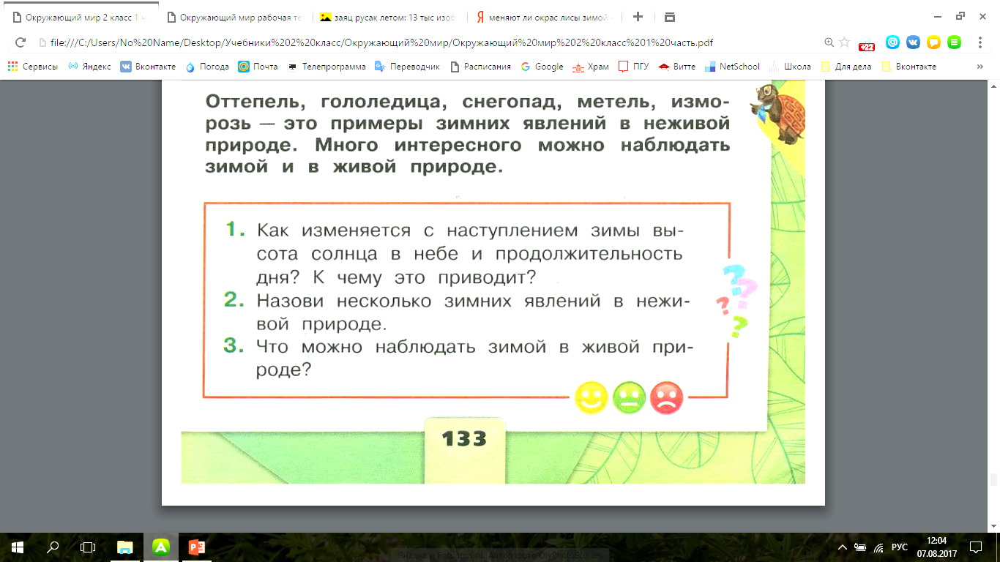 Окружающий мир 2 класс 1 ч
Окружающий мир рабочая те
заяц русак летом: 13 тыс изоб
меняют ли окрас лисы зимой
file:///C:/Users/No%20Name/Desktop/Учебники%202%20класс/Окружающий%20мир/Окружающий%20мир%202%20класс%201%20часть.pdf
+22
Сервисы Яндекс Вконтакте Погода Почта Телепрограмма Переводчик Расписания Google Храм ПГУ Витте NetSchool Школа Для дела Вконтакте »
Оттепель, гололедица, снегопад, метель, измо-
розь — это примеры зимних явлений в неживой
природе. Много интересного можно наблюдать
зимой и в живой природе.
1. Как изменяется с наступлением зимы вы-
сота солнца в небе и продолжительность
дня? К чему это приводит?
2. Назови несколько зимних явлений в нежи-
вой природе.
3. Что можно наблюдать зимой в живой при-
роде?
? ? ? ?
133
РУС
12:04
07.08.2017